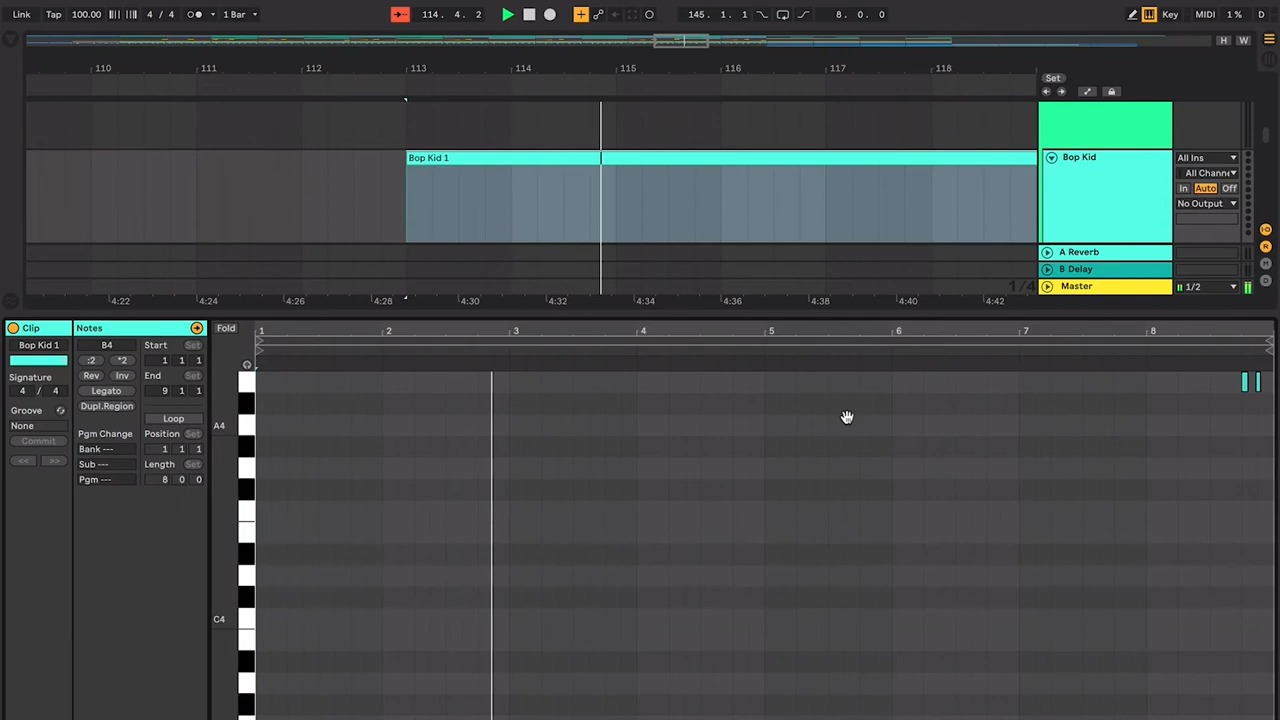 Link Tap 100.00 4 / 4 1 Bar 114. 4. 2 145. 1. 1 8. 0. 0 Key MIDI 1 % D
H W
110 111 112 113 114 115 116 117 118
Set
Bop Kid 1
Bop Kid
All Ins
All Channe
In Auto Off
No Output
A Reverb
B Delay
Master 1/2
4:22 4:24 4:26 4:28 4:30 4:32 4:34 4:36 4:38 4:40 4:42 1/4
Clip Notes Fold 1 2 3 4 5 6 7 8
Bop Kid 1 B4 Start Set
:2 *2 1 1 1
Signature Rev Inv End Set
4 / 4 Legato 9 1 1
Groove Dupl.Region
None Loop
Commit Pgm Change Position Set
<< >> Bank --- 1 1 1
Sub --- Length Set
Pgm --- 8 0 0
A4
C4